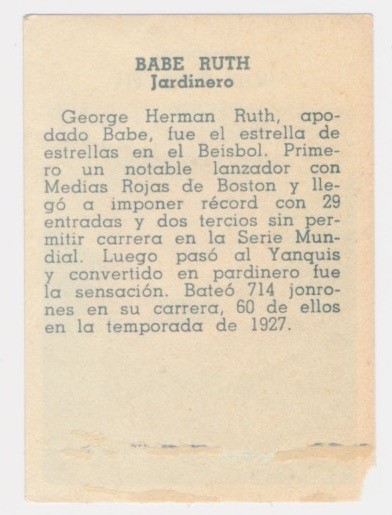 BABE RUTH
Jardinero
George Herman Ruth, apo-
dado Babe, fue el estrella de
estrellas en el Beisbol. Prime-
ro un notable lanzador con
Medias Rojas de Boston y lle-
gó a imponer récord con 29
entradas y dos tercios sin per-
mitir carrera en la Serie Mun-
dial. Luego pasó al Yanquis
y convertido en pardinero fue
la sensación. Bateó 714 jonro-
nes en su carrera, 60 de ellos
en la temporada de 1927.